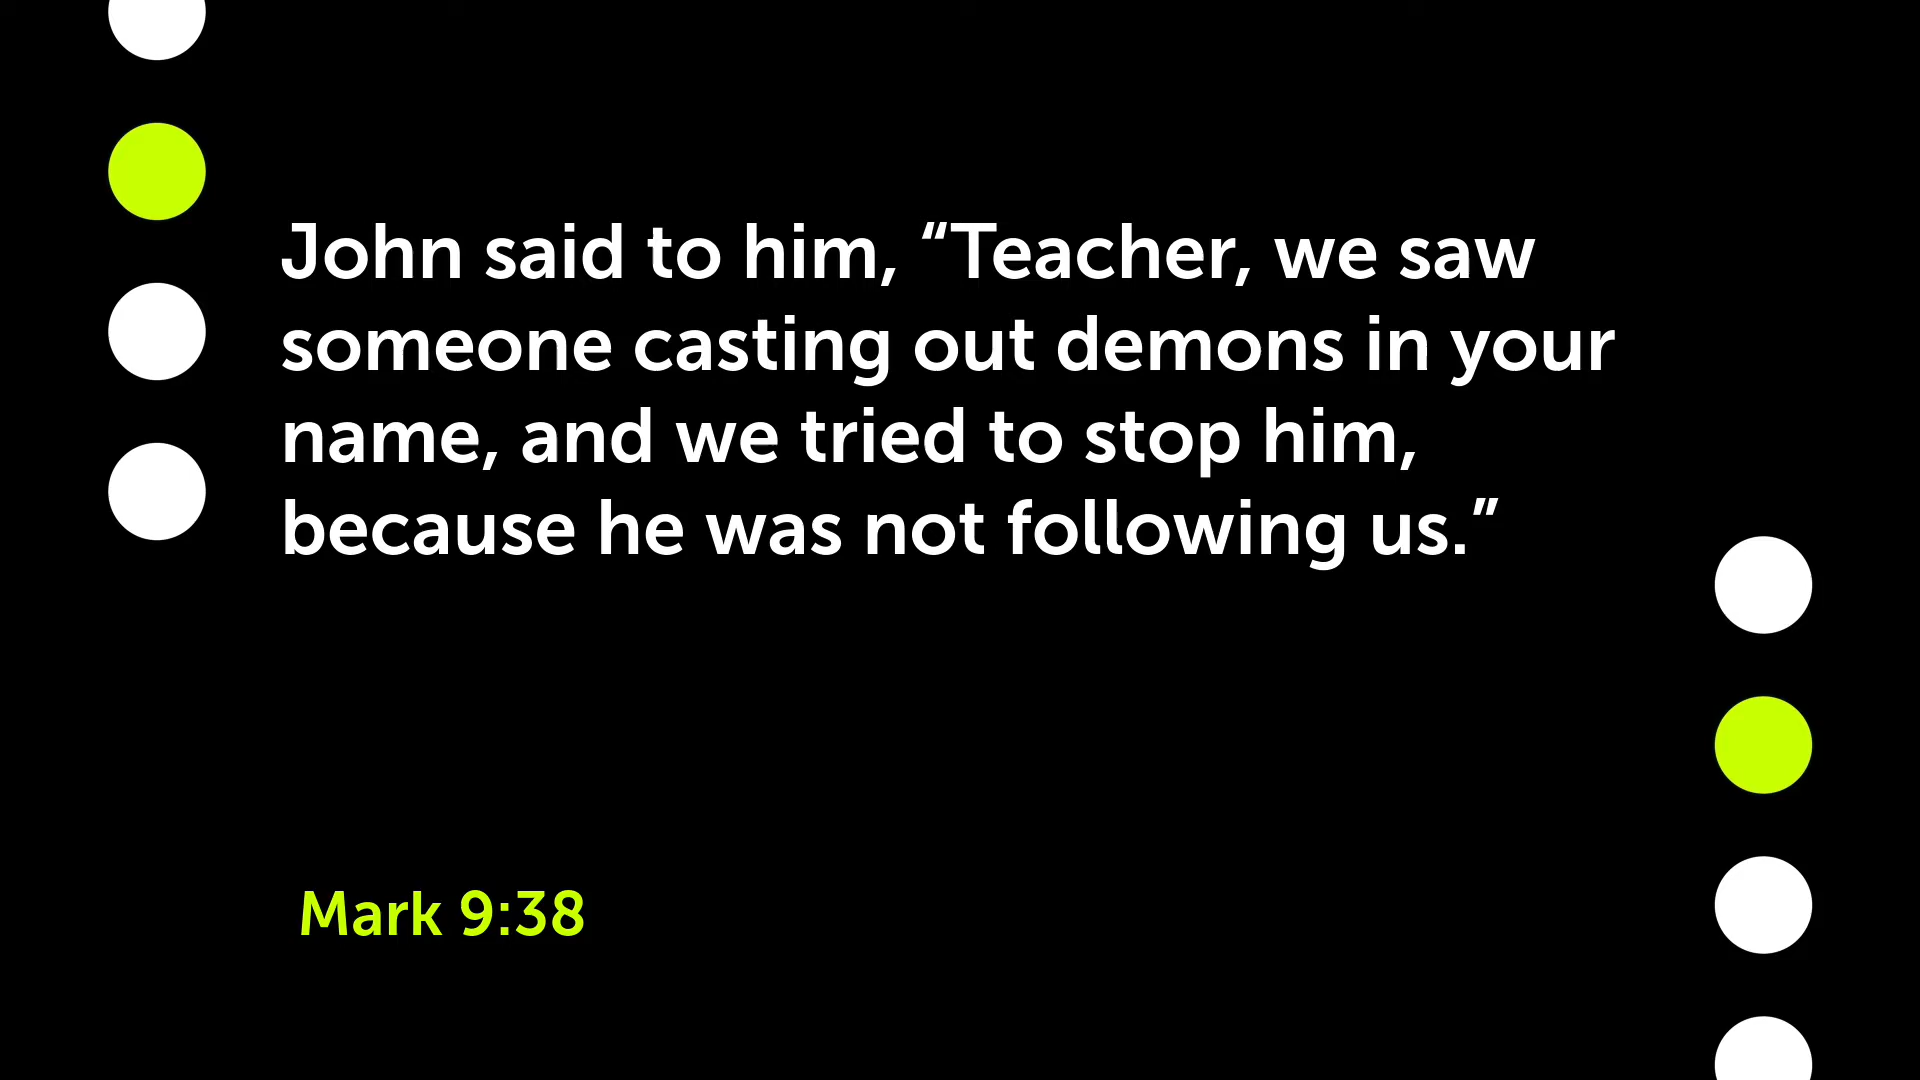 John said to him, “Teacher, we saw
someone casting out demons in your
name, and we tried to stop him,
because he was not following us.”
Mark 9:38